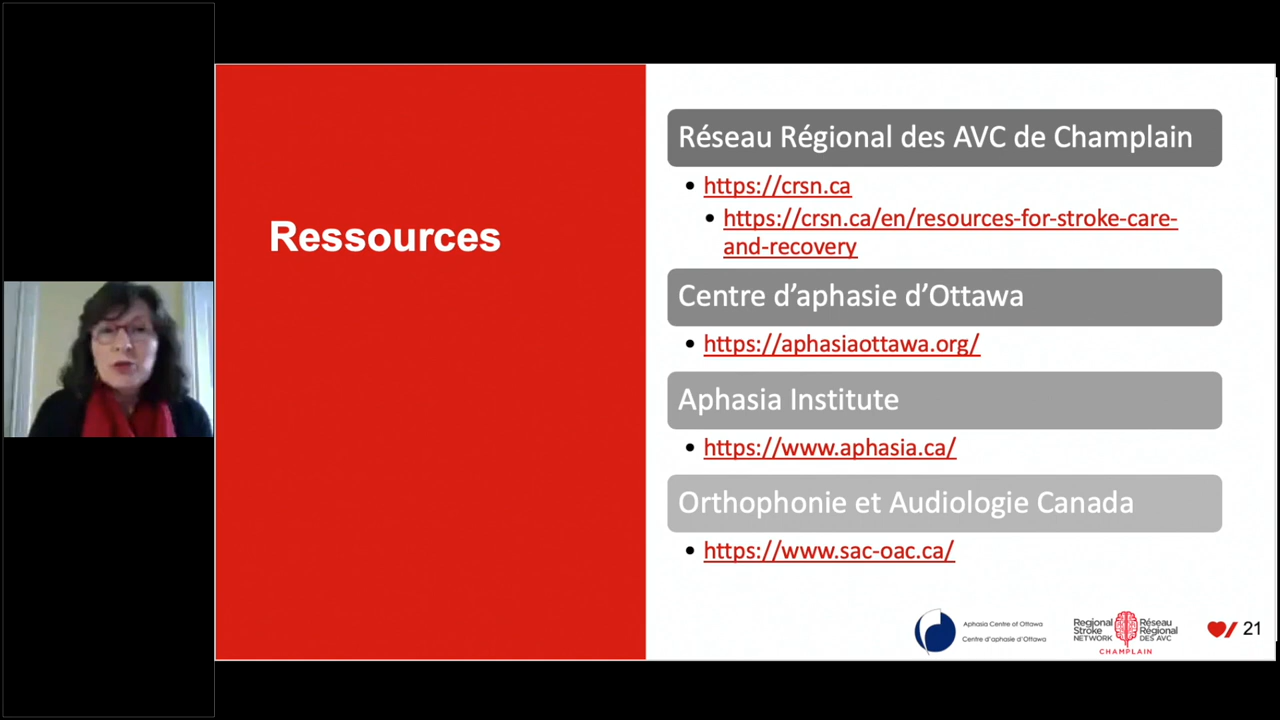 Ressources
Réseau Régional des AVC de Champlain
https://crsn.ca
https://crsn.ca/en/resources-for-stroke-care-
and-recovery
Centre d’aphasie d’Ottawa
https://aphasiaottawa.org/
Aphasia Institute
https://www.aphasia.ca/
Orthophonie et Audiologie Canada
https://www.sac-oac.ca/
Aphasia Centre of Ottawa
Centre d'aphasie d'Ottawa
Regional
Stroke
NETWORK
Réseau
Régional
DES AVC
CHAMPLAIN
21